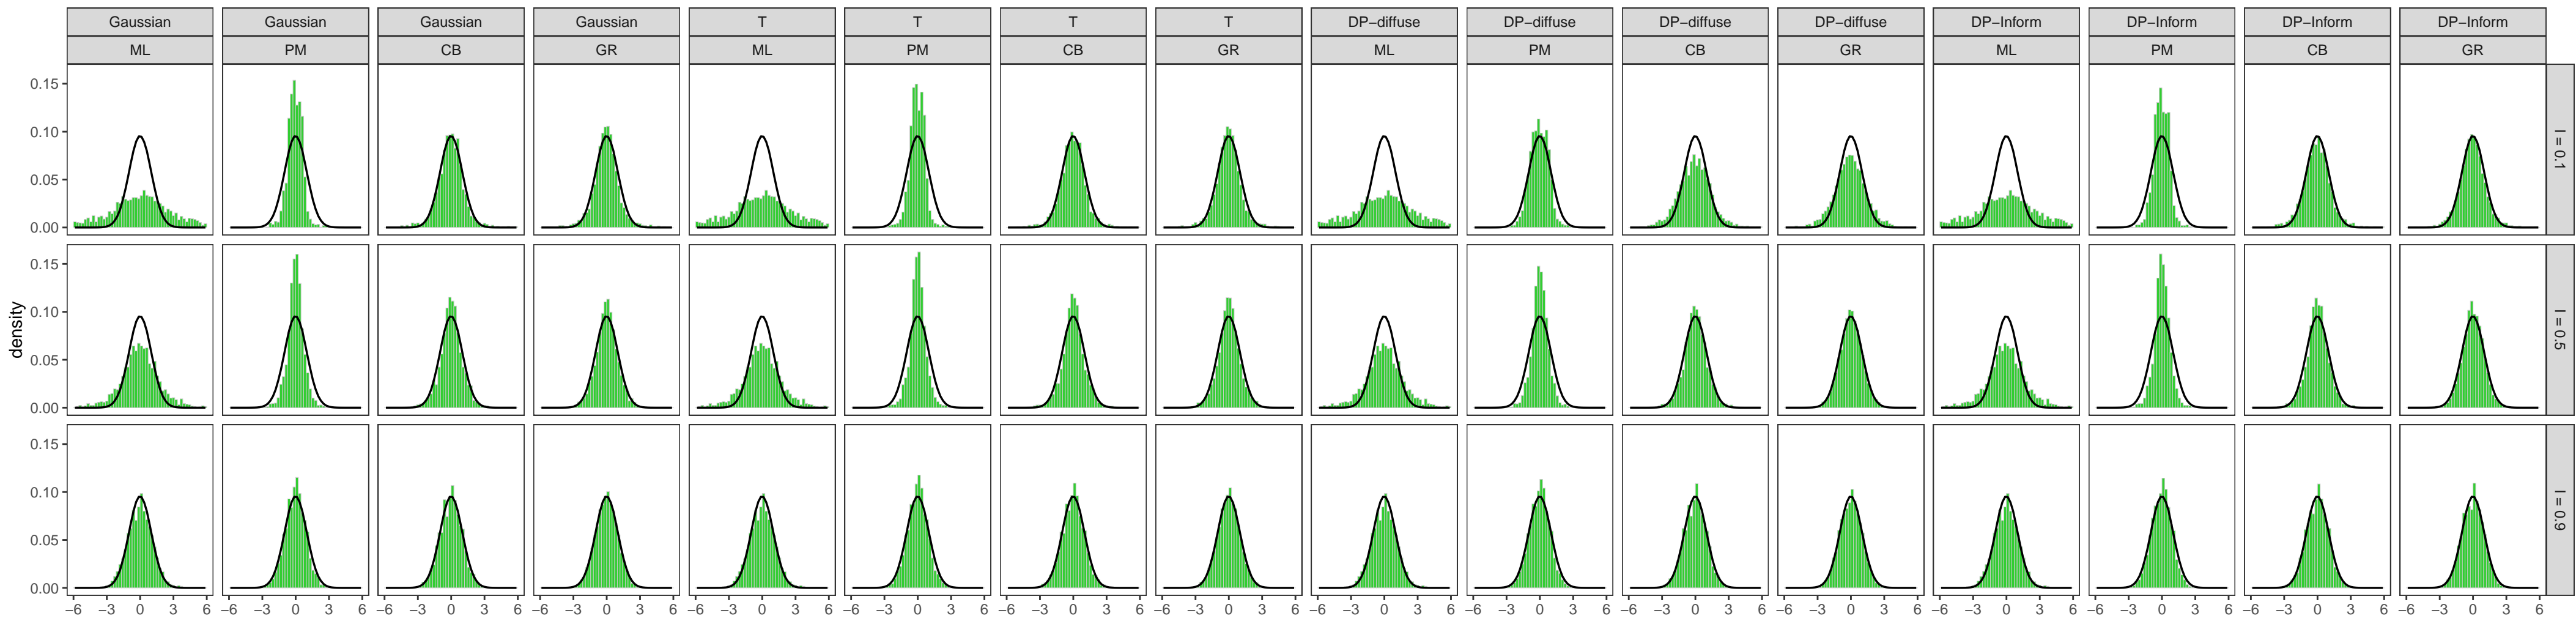 Gaussian Gaussian Gaussian Gaussian T T T T DP−diffuse DP−diffuse DP−diffuse DP−diffuse DP−Inform DP−Inform DP−Inform DP−Inform
ML PM CB GR ML PM CB GR ML PM CB GR ML PM CB GR
0.15
0.10
0.05
0.00
I = 0.1
0.15
0.10
0.05
0.00
I = 0.5
density
0.15
0.10
0.05
0.00
I = 0.9
−6 −3 0 3 6 −6 −3 0 3 6 −6 −3 0 3 6 −6 −3 0 3 6 −6 −3 0 3 6 −6 −3 0 3 6 −6 −3 0 3 6 −6 −3 0 3 6 −6 −3 0 3 6 −6 −3 0 3 6 −6 −3 0 3 6 −6 −3 0 3 6 −6 −3 0 3 6 −6 −3 0 3 6 −6 −3 0 3 6 −6 −3 0 3 6